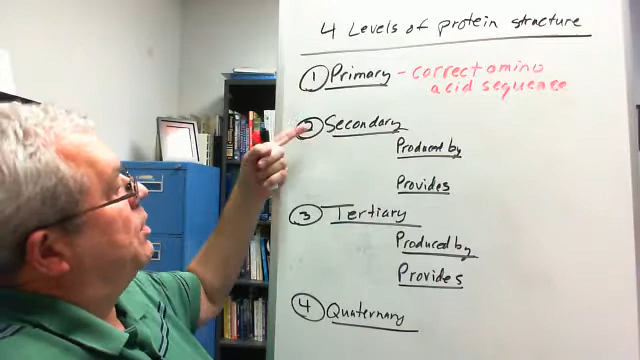 4 Levels of protein structure
1 Primary - correct amino
acid sequence
2 Secondary
Produced by
Provides
3 Tertiary
Produced by
Provides
4 Quaternary